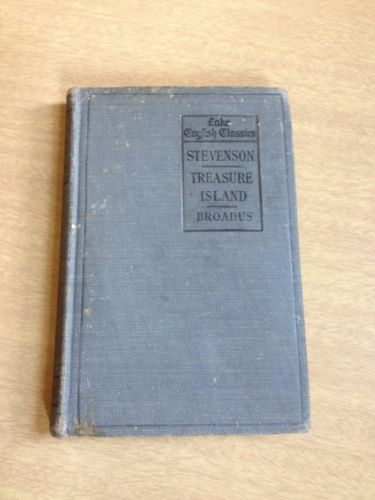 Lake
English Classics
STEVENSON
TREASURE
ISLAND
BROADUS